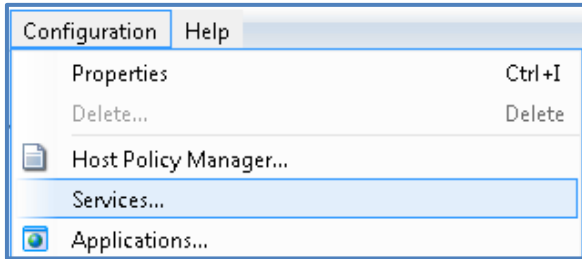 Configuration Help
Properties Ctrl+I
Delete... Delete
Host Policy Manager...
Services...
Applications...